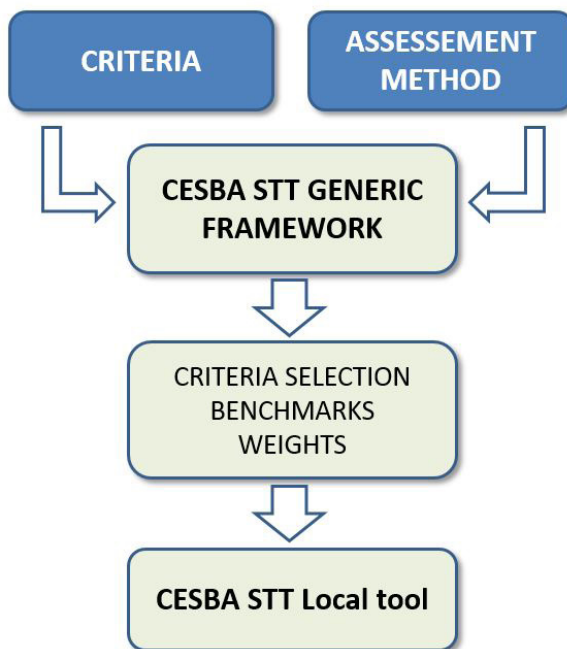 CRITERIA
ASSESSEMENT
METHOD
CESBA STT GENERIC
FRAMEWORK
CRITERIA SELECTION
BENCHMARKS
WEIGHTS
CESBA STT Local tool